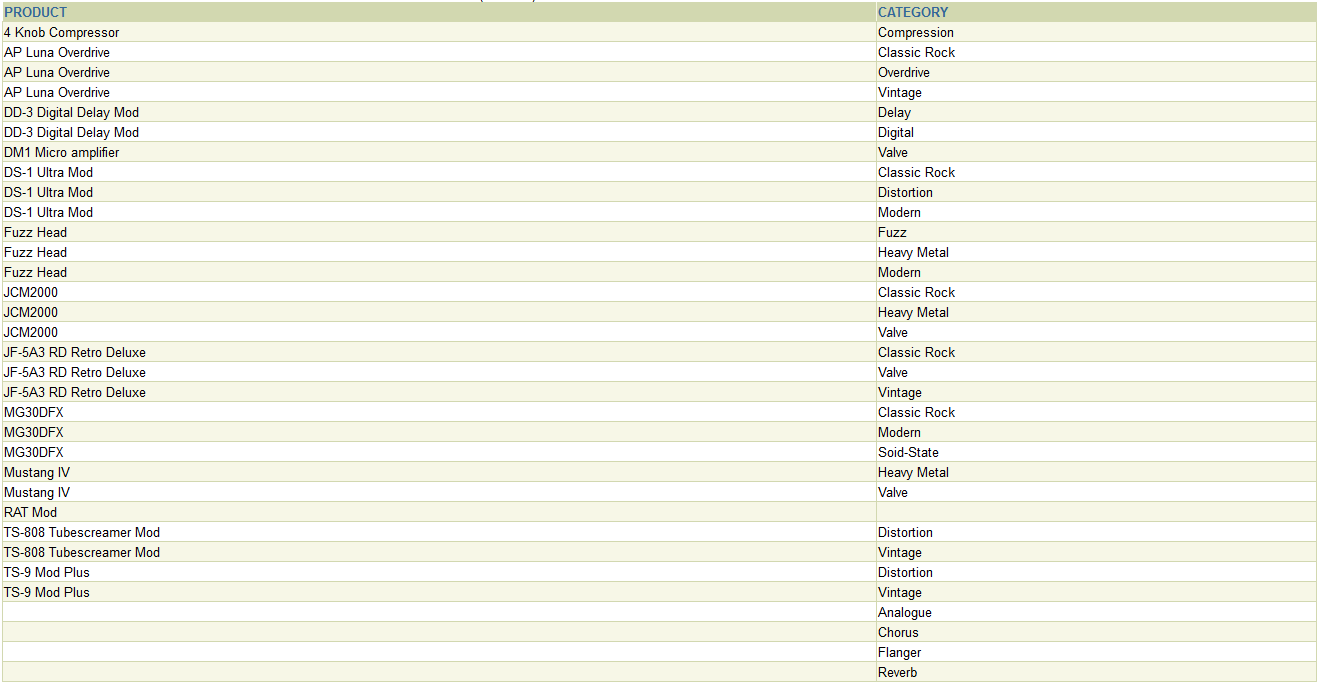 PRODUCT CATEGORY
4 Knob Compressor Compression
AP Luna Overdrive Classic Rock
AP Luna Overdrive Overdrive
AP Luna Overdrive Vintage
DD-3 Digital Delay Mod Delay
DD-3 Digital Delay Mod Digital
DM1 Micro amplifier Valve
DS-1 Ultra Mod Classic Rock
DS-1 Ultra Mod Distortion
DS-1 Ultra Mod Modern
Fuzz Head Fuzz
Fuzz Head Heavy Metal
Fuzz Head Modern
JCM2000 Classic Rock
JCM2000 Heavy Metal
JCM2000 Valve
JF-5A3 RD Retro Deluxe Classic Rock
JF-5A3 RD Retro Deluxe Valve
JF-5A3 RD Retro Deluxe Vintage
MG30DFX Classic Rock
MG30DFX Modern
MG30DFX Soid-State
Mustang IV Heavy Metal
Mustang IV Valve
RAT Mod
TS-808 Tubescreamer Mod Distortion
TS-808 Tubescreamer Mod Vintage
TS-9 Mod Plus Distortion
TS-9 Mod Plus Vintage
Analogue
Chorus
Flanger
Reverb